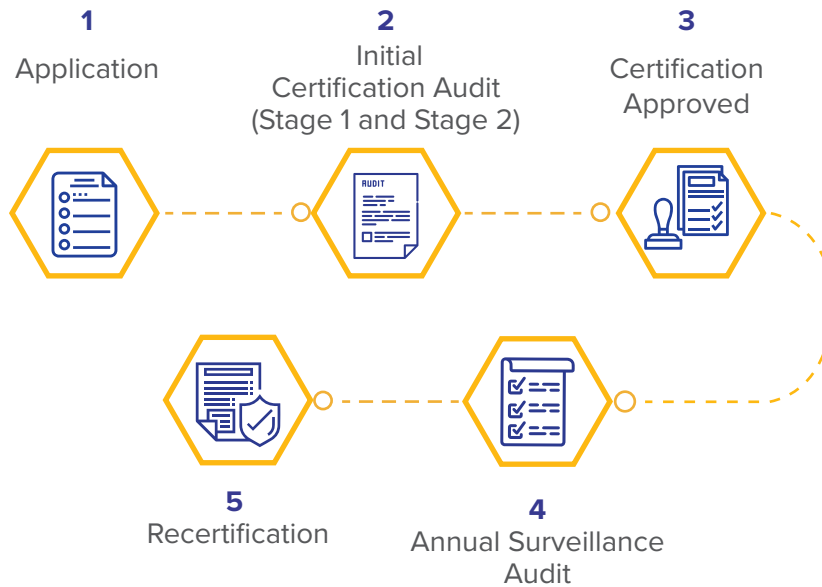 1
Application
2
Initial
Certification Audit
(Stage 1 and Stage 2)
3
Certification
Approved
AUDIT
4
Annual Surveillance
Audit
5
Recertification